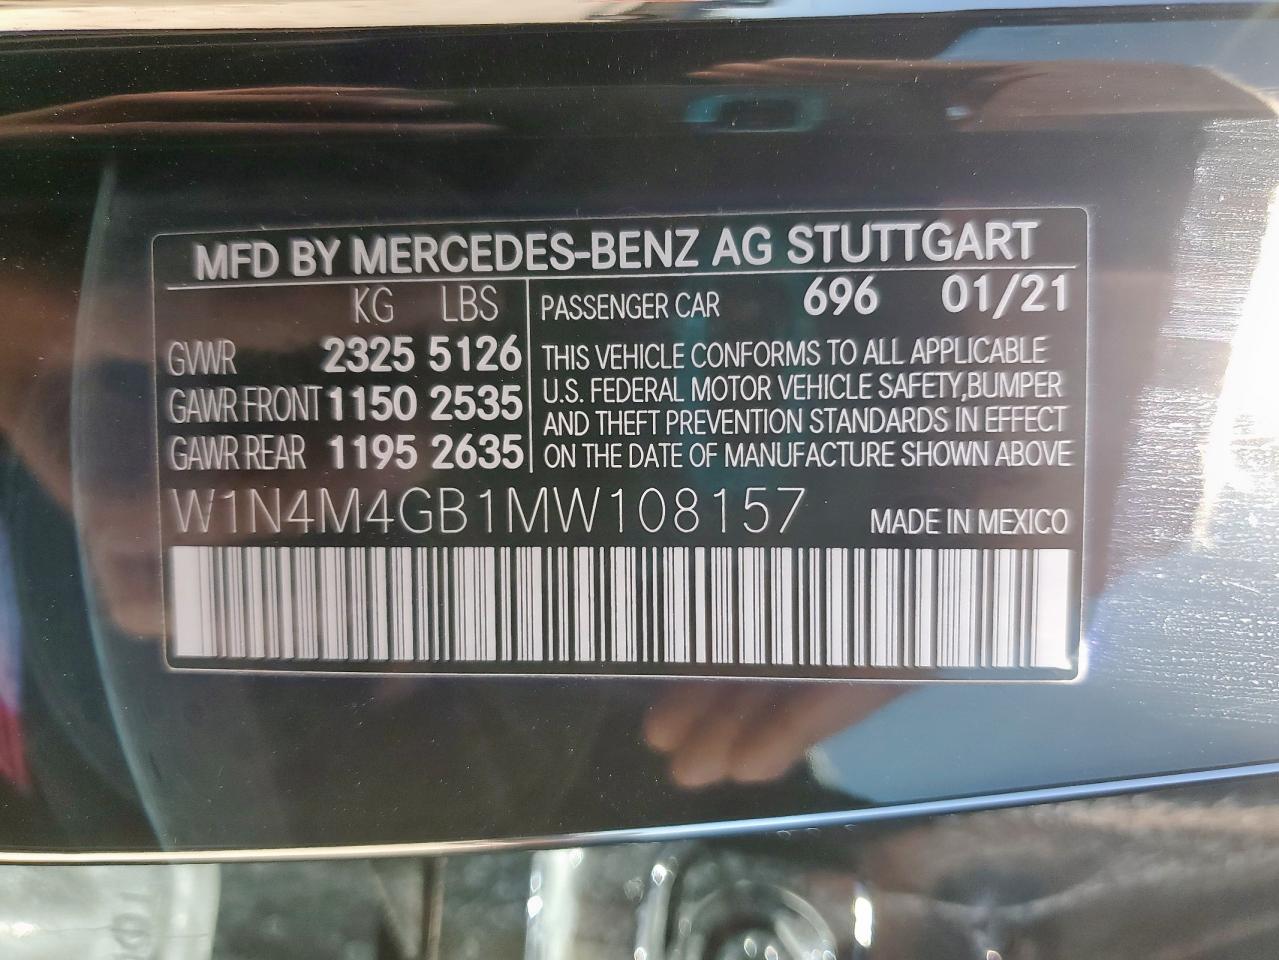 MFD BY MERCEDES-BENZ AG STUTTGART
KG LBS
GVWR 2325 5126
GAWR FRONT 1150 2535
GAWR REAR 1195 2635
PASSENGER CAR 696 01/21
THIS VEHICLE CONFORMS TO ALL APPLICABLE
U.S. FEDERAL MOTOR VEHICLE SAFETY,BUMPER
AND THEFT PREVENTION STANDARDS IN EFFECT
ON THE DATE OF MANUFACTURE SHOWN ABOVE
W1N4M4GB1MW108157 MADE IN MEXICO